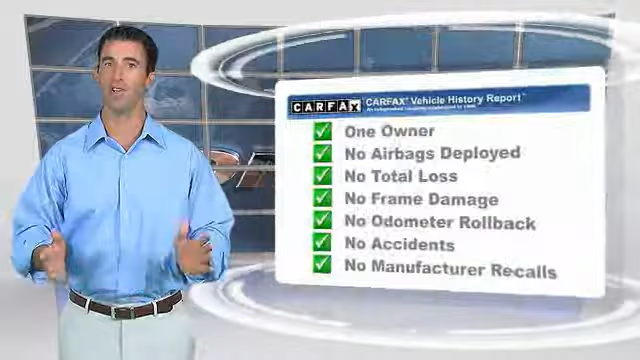 CARFAX CARFAX® Vehicle History Report™
One Owner
No Airbags Deployed
No Total Loss
No Frame Damage
No Odometer Rollback
No Accidents
No Manufacturer Recalls